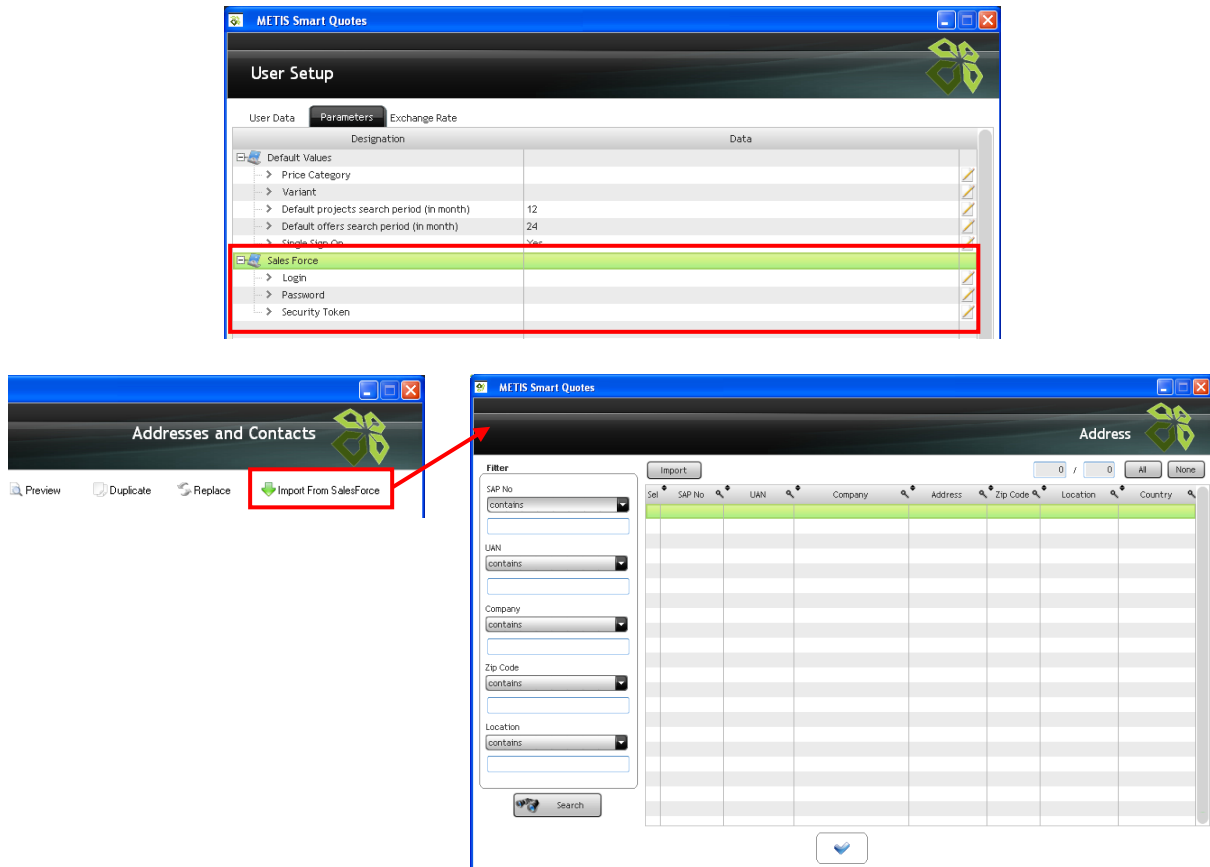 METIS Smart Quotes
User Setup
User Data Parameters Exchange Rate
Designation Data
Default Values
Price Category
Variant
Default projects search period (in month) 12
Default offers search period (in month) 24
Single Sign On Yes
Sales Force
Login
Password
Security Token
Addresses and Contacts
Preview Duplicate Replace Import From SalesForce
METIS Smart Quotes
Address
Filter
SAP No
contains
UAN
contains
Company
contains
Zip Code
contains
Location
contains
Search
Import 0 / 0 All None
Sel SAP No UAN Company Address Zip Code Location Country